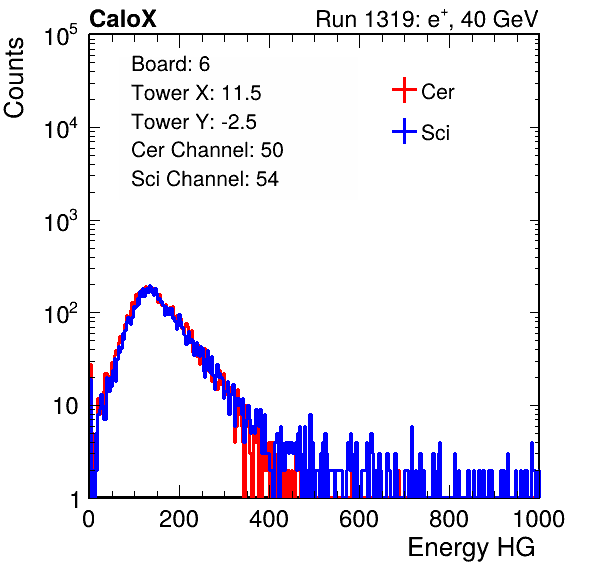 CaloX Run 1319: e⁺, 40 GeV
Counts
10⁵
10⁴
10³
10²
10
1
Board: 6
Tower X: 11.5
Tower Y: -2.5
Cer Channel: 50
Sci Channel: 54
Cer
Sci
0 200 400 600 800 1000
Energy HG